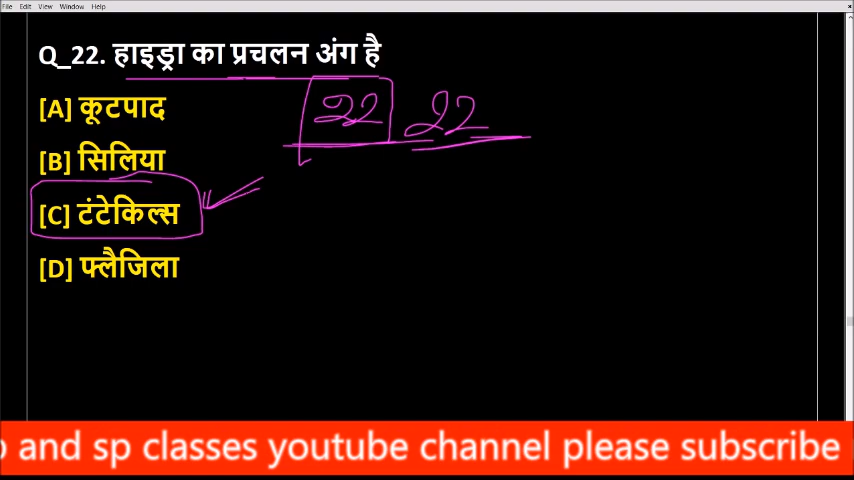 File Edit View Window Help
Q_22. हाइड्रा का प्रचलन अंग है
[A] कूटपाद
22 22
[B] सिलिया
[C] टंटेकिल्स
[D] फ्लैजिला
and sp classes youtube channel please subscribe